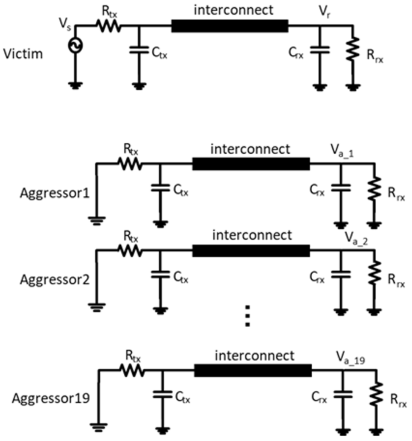 Vs Rtx interconnect Vr
Victim Ctx Crx Rrx
Rtx interconnect Va_1
Aggressor1 Ctx Crx Rrx
Rtx interconnect Va_2
Aggressor2 Ctx Crx Rrx
⋮
Rtx interconnect Va_19
Aggressor19 Ctx Crx Rrx